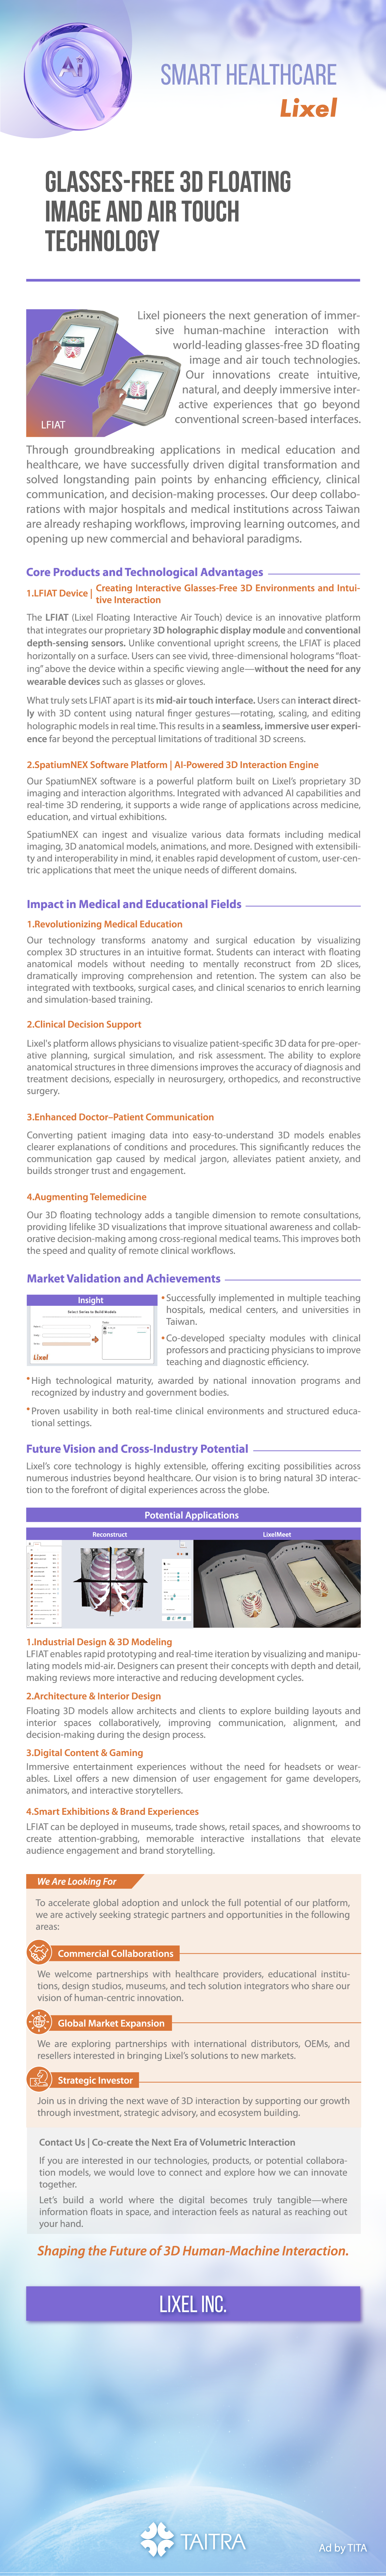 Ai
SMART HEALTHCARE
Lixel
GLASSES-FREE 3D FLOATING
IMAGE AND AIR TOUCH
TECHNOLOGY
Lixel pioneers the next generation of immer-
sive human-machine interaction with
world-leading glasses-free 3D floating
image and air touch technologies.
Our innovations create intuitive,
natural, and deeply immersive inter-
active experiences that go beyond
conventional screen-based interfaces.
LFIAT
Through groundbreaking applications in medical education and
healthcare, we have successfully driven digital transformation and
solved longstanding pain points by enhancing efficiency, clinical
communication, and decision-making processes. Our deep collabo-
rations with major hospitals and medical institutions across Taiwan
are already reshaping workflows, improving learning outcomes, and
opening up new commercial and behavioral paradigms.
Core Products and Technological Advantages
1.LFIAT Device | Creating Interactive Glasses-Free 3D Environments and Intui-
tive Interaction
The LFIAT (Lixel Floating Interactive Air Touch) device is an innovative platform
that integrates our proprietary 3D holographic display module and conventional
depth-sensing sensors. Unlike conventional upright screens, the LFIAT is placed
horizontally on a surface. Users can see vivid, three-dimensional holograms "float-
ing" above the device within a specific viewing angle—without the need for any
wearable devices such as glasses or gloves.
What truly sets LFIAT apart is its mid-air touch interface. Users can interact direct-
ly with 3D content using natural finger gestures—rotating, scaling, and editing
holographic models in real time. This results in a seamless, immersive user experi-
ence far beyond the perceptual limitations of traditional 3D screens.
2.SpatiumNEX Software Platform | AI-Powered 3D Interaction Engine
Our SpatiumNEX software is a powerful platform built on Lixel's proprietary 3D
imaging and interaction algorithms. Integrated with advanced AI capabilities and
real-time 3D rendering, it supports a wide range of applications across medicine,
education, and virtual exhibitions.
SpatiumNEX can ingest and visualize various data formats including medical
imaging, 3D anatomical models, animations, and more. Designed with extensibili-
ty and interoperability in mind, it enables rapid development of custom, user-cen-
tric applications that meet the unique needs of different domains.
Impact in Medical and Educational Fields
1.Revolutionizing Medical Education
Our technology transforms anatomy and surgical education by visualizing
complex 3D structures in an intuitive format. Students can interact with floating
anatomical models without needing to mentally reconstruct from 2D slices,
dramatically improving comprehension and retention. The system can also be
integrated with textbooks, surgical cases, and clinical scenarios to enrich learning
and simulation-based training.
2.Clinical Decision Support
Lixel's platform allows physicians to visualize patient-specific 3D data for pre-oper-
ative planning, surgical simulation, and risk assessment. The ability to explore
anatomical structures in three dimensions improves the accuracy of diagnosis and
treatment decisions, especially in neurosurgery, orthopedics, and reconstructive
surgery.
3.Enhanced Doctor–Patient Communication
Converting patient imaging data into easy-to-understand 3D models enables
clearer explanations of conditions and procedures. This significantly reduces the
communication gap caused by medical jargon, alleviates patient anxiety, and
builds stronger trust and engagement.
4.Augmenting Telemedicine
Our 3D floating technology adds a tangible dimension to remote consultations,
providing lifelike 3D visualizations that improve situational awareness and collab-
orative decision-making among cross-regional medical teams. This improves both
the speed and quality of remote clinical workflows.
Market Validation and Achievements
Insight
Select Series to Build Models
Lixel
• Successfully implemented in multiple teaching
hospitals, medical centers, and universities in
Taiwan.
• Co-developed specialty modules with clinical
professors and practicing physicians to improve
teaching and diagnostic efficiency.
• High technological maturity, awarded by national innovation programs and
recognized by industry and government bodies.
• Proven usability in both real-time clinical environments and structured educa-
tional settings.
Future Vision and Cross-Industry Potential
Lixel's core technology is highly extensible, offering exciting possibilities across
numerous industries beyond healthcare. Our vision is to bring natural 3D interac-
tion to the forefront of digital experiences across the globe.
Potential Applications
Reconstruct
LixelMeet
1.Industrial Design & 3D Modeling
LFIAT enables rapid prototyping and real-time iteration by visualizing and manipu-
lating models mid-air. Designers can present their concepts with depth and detail,
making reviews more interactive and reducing development cycles.
2.Architecture & Interior Design
Floating 3D models allow architects and clients to explore building layouts and
interior spaces collaboratively, improving communication, alignment, and
decision-making during the design process.
3.Digital Content & Gaming
Immersive entertainment experiences without the need for headsets or wear-
ables. Lixel offers a new dimension of user engagement for game developers,
animators, and interactive storytellers.
4.Smart Exhibitions & Brand Experiences
LFIAT can be deployed in museums, trade shows, retail spaces, and showrooms to
create attention-grabbing, memorable interactive installations that elevate
audience engagement and brand storytelling.
We Are Looking For
To accelerate global adoption and unlock the full potential of our platform,
we are actively seeking strategic partners and opportunities in the following
areas:
Commercial Collaborations
We welcome partnerships with healthcare providers, educational institu-
tions, design studios, museums, and tech solution integrators who share our
vision of human-centric innovation.
Global Market Expansion
We are exploring partnerships with international distributors, OEMs, and
resellers interested in bringing Lixel's solutions to new markets.
Strategic Investor
Join us in driving the next wave of 3D interaction by supporting our growth
through investment, strategic advisory, and ecosystem building.
Contact Us | Co-create the Next Era of Volumetric Interaction
If you are interested in our technologies, products, or potential collabora-
tion models, we would love to connect and explore how we can innovate
together.
Let's build a world where the digital becomes truly tangible—where
information floats in space, and interaction feels as natural as reaching out
your hand.
Shaping the Future of 3D Human-Machine Interaction.
LIXEL INC.
TAITRA
Ad by TITA